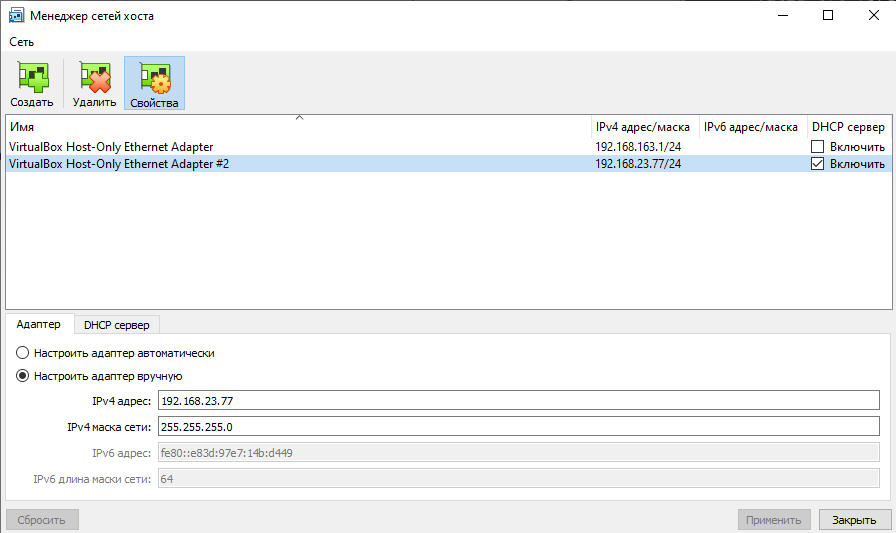 Менеджер сетей хоста
Сеть
Создать Удалить Свойства
Имя IPv4 адрес/маска IPv6 адрес/маска DHCP сервер
VirtualBox Host-Only Ethernet Adapter 192.168.163.1/24 Включить
VirtualBox Host-Only Ethernet Adapter #2 192.168.23.77/24 Включить
Адаптер DHCP сервер
Настроить адаптер автоматически
Настроить адаптер вручную
IPv4 адрес: 192.168.23.77
IPv4 маска сети: 255.255.255.0
IPv6 адрес: fe80::e83d:97e7:14b:d449
IPv6 длина маски сети: 64
Сбросить Применить Закрыть